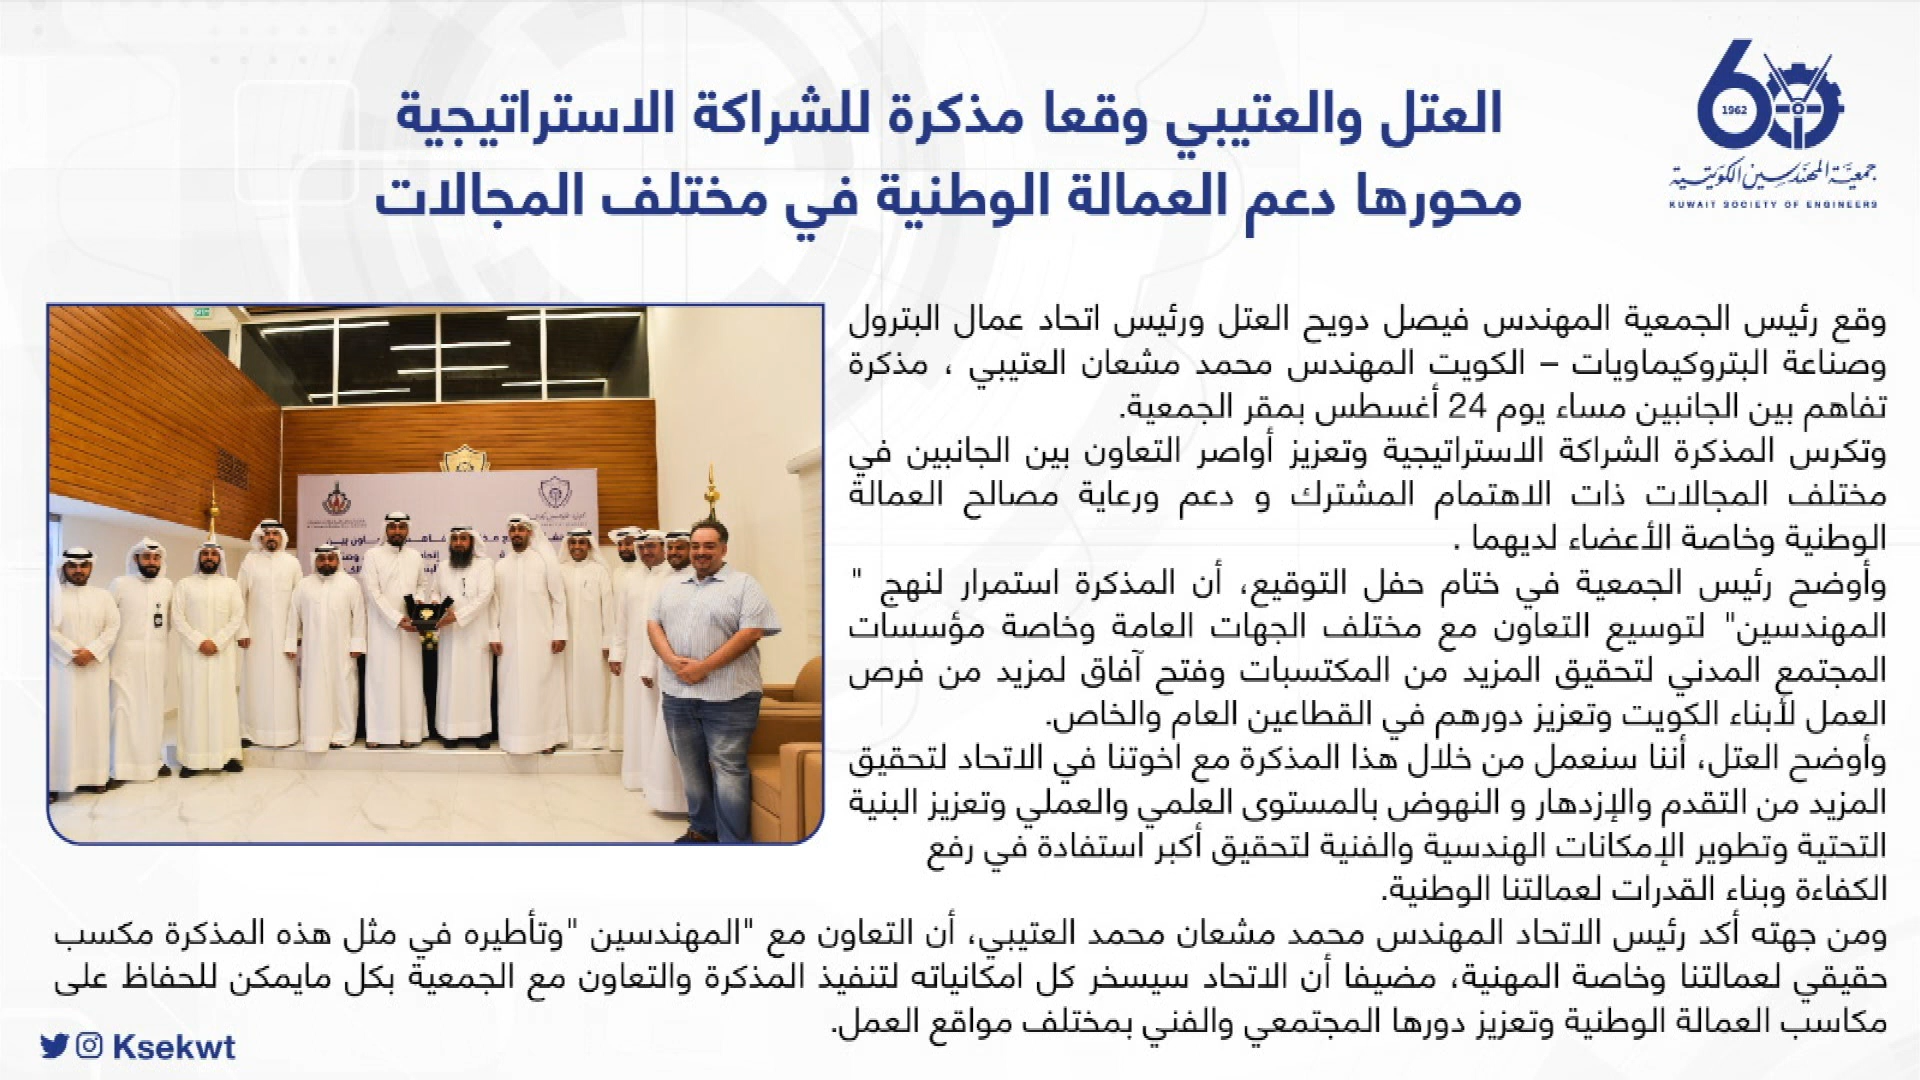 العتل والعتيبي وقعا مذكرة للشراكة الاستراتيجية
محورها دعم العمالة الوطنية في مختلف المجالات
60
1962
جمعية المهندسين الكويتية
KUWAIT SOCIETY OF ENGINEERS
وقع رئيس الجمعية المهندس فيصل دويح العتل ورئيس اتحاد عمال البترول
وصناعة البتروكيماويات – الكويت المهندس محمد مشعان العتيبي ، مذكرة
تفاهم بين الجانبين مساء يوم 24 أغسطس بمقر الجمعية.
وتكرس المذكرة الشراكة الاستراتيجية وتعزيز أواصر التعاون بين الجانبين في
مختلف المجالات ذات الاهتمام المشترك و دعم ورعاية مصالح العمالة
الوطنية وخاصة الأعضاء لديهما .
وأوضح رئيس الجمعية في ختام حفل التوقيع، أن المذكرة استمرار لنهج "
المهندسين" لتوسيع التعاون مع مختلف الجهات العامة وخاصة مؤسسات
المجتمع المدني لتحقيق المزيد من المكتسبات وفتح آفاق لمزيد من فرص
العمل لأبناء الكويت وتعزيز دورهم في القطاعين العام والخاص.
وأوضح العتل، أننا سنعمل من خلال هذا المذكرة مع اخوتنا في الاتحاد لتحقيق
المزيد من التقدم والإزدهار و النهوض بالمستوى العلمي والعملي وتعزيز البنية
التحتية وتطوير الإمكانات الهندسية والفنية لتحقيق أكبر استفادة في رفع
الكفاءة وبناء القدرات لعمالتنا الوطنية.
ومن جهته أكد رئيس الاتحاد المهندس محمد مشعان محمد العتيبي، أن التعاون مع "المهندسين "وتأطيره في مثل هذه المذكرة مكسب
حقيقي لعمالتنا وخاصة المهنية، مضيفا أن الاتحاد سيسخر كل امكانياته لتنفيذ المذكرة والتعاون مع الجمعية بكل مايمكن للحفاظ على
مكاسب العمالة الوطنية وتعزيز دورها المجتمعي والفني بمختلف مواقع العمل.
Ksekwt